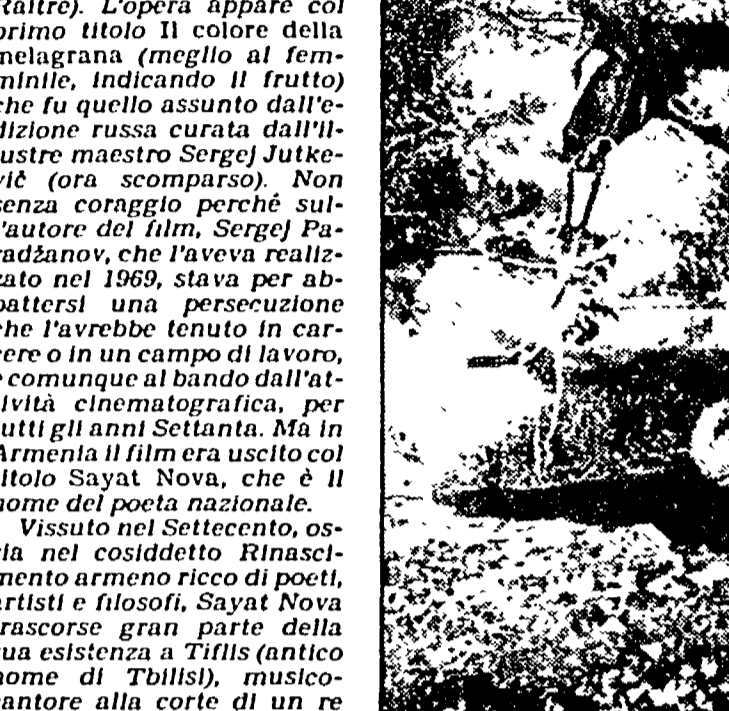 Raitre). L'opera appare col
primo titolo Il colore della
melagrana (meglio al fem-
minile, indicando il frutto)
che fu quello assunto dall'e-
dizione russa curata dall'il-
lustre maestro Sergej Jutke-
vič (ora scomparso). Non
senza coraggio perché sul-
l'autore del film, Sergej Pa-
radžanov, che l'aveva realiz-
zato nel 1969, stava per ab-
battersi una persecuzione
che l'avrebbe tenuto in car-
cere o in un campo di lavoro,
e comunque al bando dall'at-
tività cinematografica, per
tutti gli anni Settanta. Ma in
Armenia il film era uscito col
titolo Sayat Nova, che è il
nome del poeta nazionale.
Vissuto nel Settecento, os-
sia nel cosiddetto Rinasci-
mento armeno ricco di poeti,
artisti e filosofi, Sayat Nova
trascorse gran parte della
sua esistenza a Tiflis (antico
nome di Tbilisi), musico-
cantore alla corte di un re